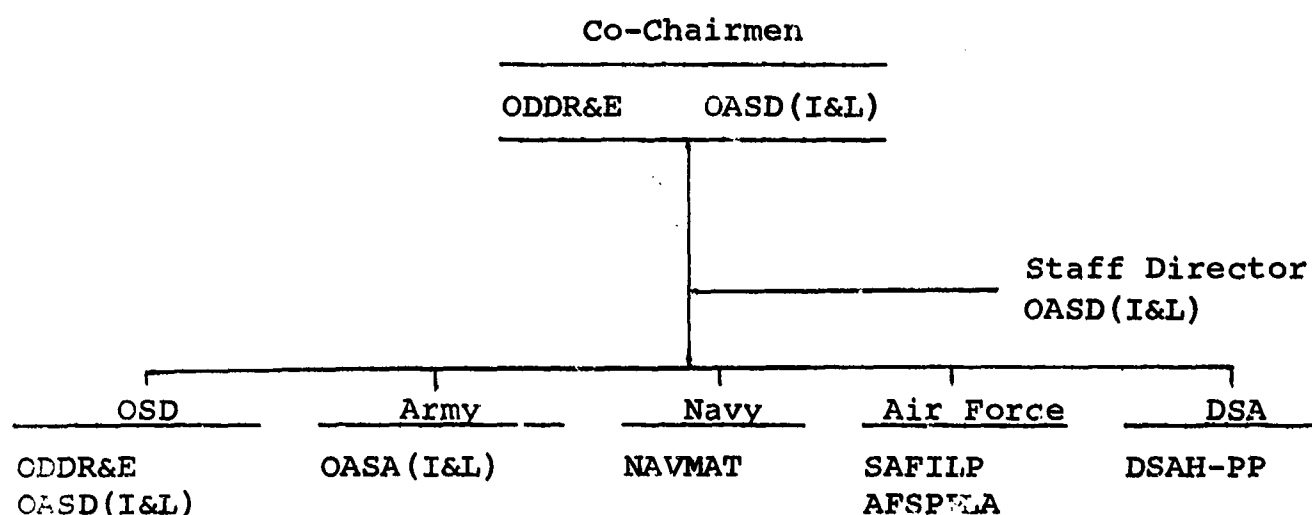 Co-Chairmen
ODDR&E OASD(I&L)
Staff Director
OASD(I&L)
OSD Army Navy Air Force DSA
ODDR&E OASA(I&L) NAVMAT SAFILP DSAH-PP
OASD(I&L)